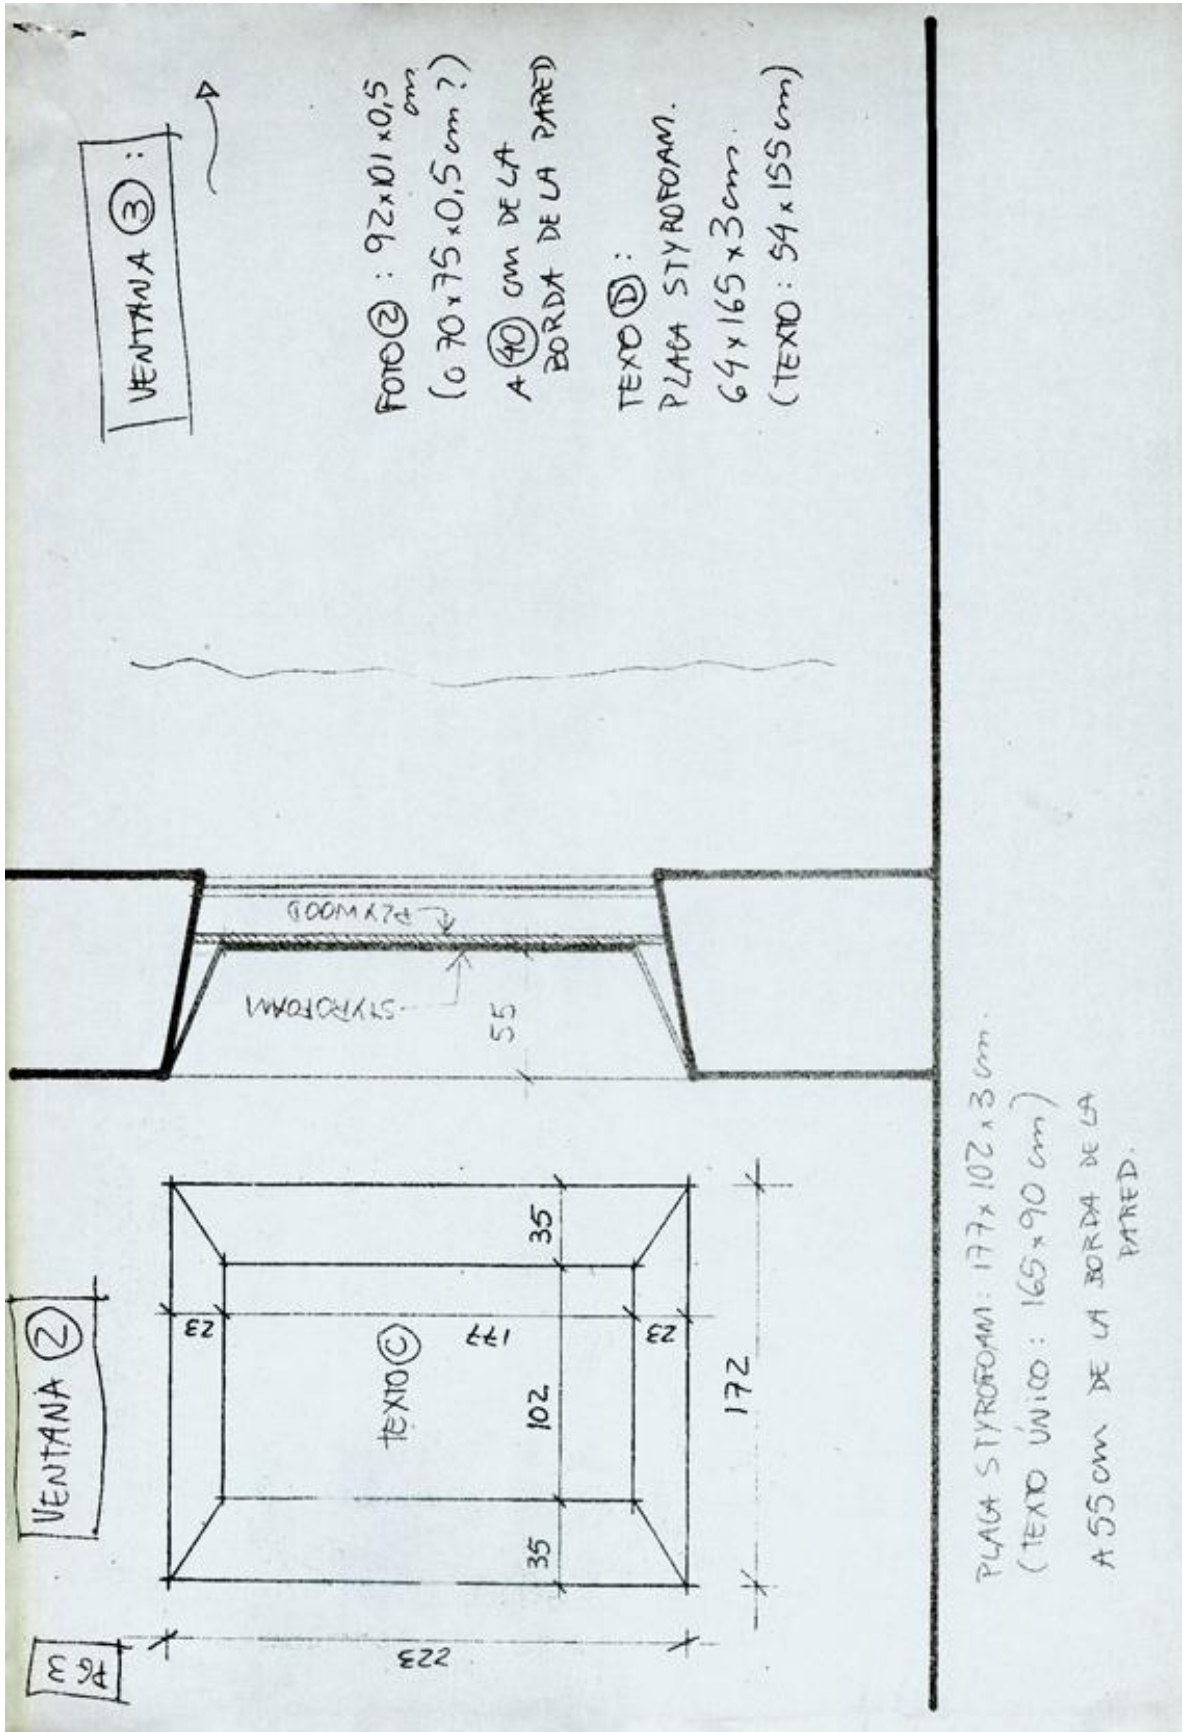 PG 3
VENTANA 2
23
177
23
TEXTO C
35
102
35
172
223
STYROFOAM
PLYWOOD
55
PLAGA STYROFOAM: 177 x 102 x 3 cm.
(TEXTO ÚNICO: 165 x 90 cm)
A 55 cm DE LA BORDA DE LA
PARED.
VENTANA 3 :
FOTO 2 : 92 x 101 x 0,5
cm
(o 70 x 75 x 0,5 cm ?)
A 40 cm DE LA
BORDA DE LA PARED
TEXTO D :
PLAGA STYROFOAM.
64 x 165 x 3 cm.
(TEXTO : 54 x 155 cm)